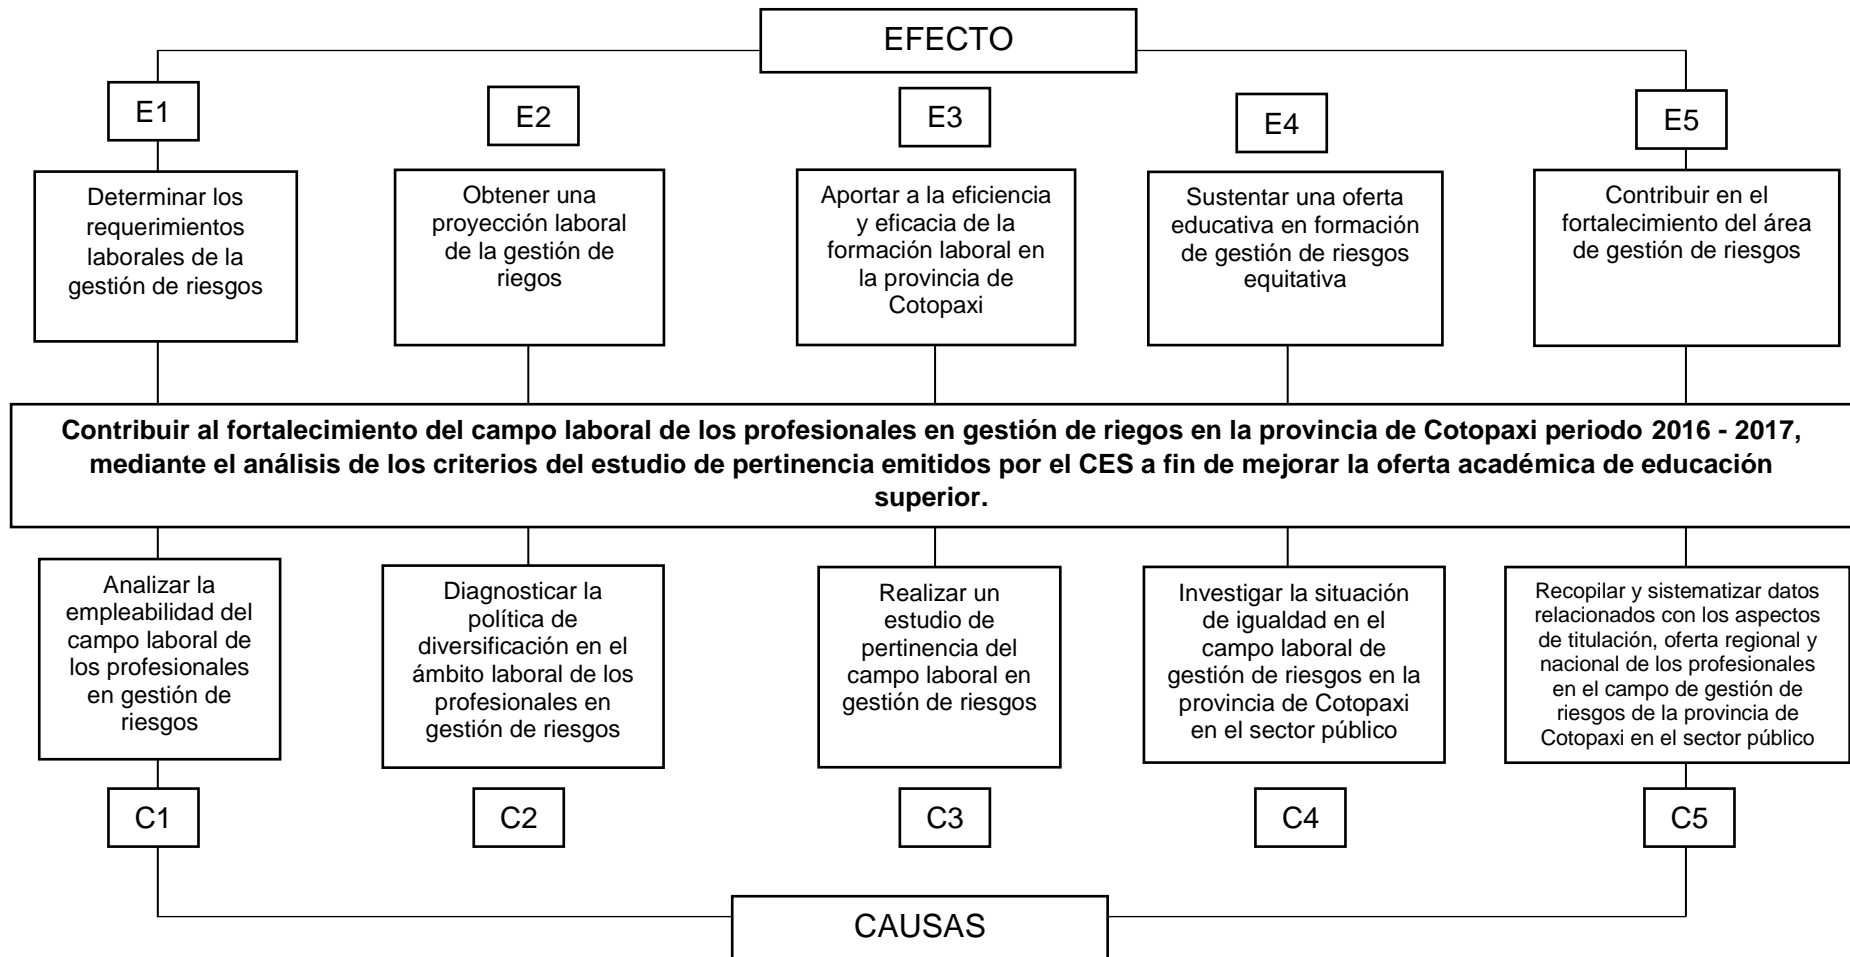 EFECTO
E1
E2
E3
E4
E5
Determinar los
requerimientos
laborales de la
gestión de riesgos
Obtener una
proyección laboral
de la gestión de
riegos
Aportar a la eficiencia
y eficacia de la
formación laboral en
la provincia de
Cotopaxi
Sustentar una oferta
educativa en formación
de gestión de riesgos
equitativa
Contribuir en el
fortalecimiento del área
de gestión de riesgos
Contribuir al fortalecimiento del campo laboral de los profesionales en gestión de riegos en la provincia de Cotopaxi periodo 2016 - 2017,
mediante el análisis de los criterios del estudio de pertinencia emitidos por el CES a fin de mejorar la oferta académica de educación
superior.
Analizar la
empleabilidad del
campo laboral de
los profesionales
en gestión de
riesgos
Diagnosticar la
política de
diversificación en el
ámbito laboral de los
profesionales en
gestión de riesgos
Realizar un
estudio de
pertinencia del
campo laboral en
gestión de riesgos
Investigar la situación
de igualdad en el
campo laboral de
gestión de riesgos en la
provincia de Cotopaxi
en el sector público
Recopilar y sistematizar datos
relacionados con los aspectos
de titulación, oferta regional y
nacional de los profesionales
en el campo de gestión de
riesgos de la provincia de
Cotopaxi en el sector público
C1
C2
C3
C4
C5
CAUSAS